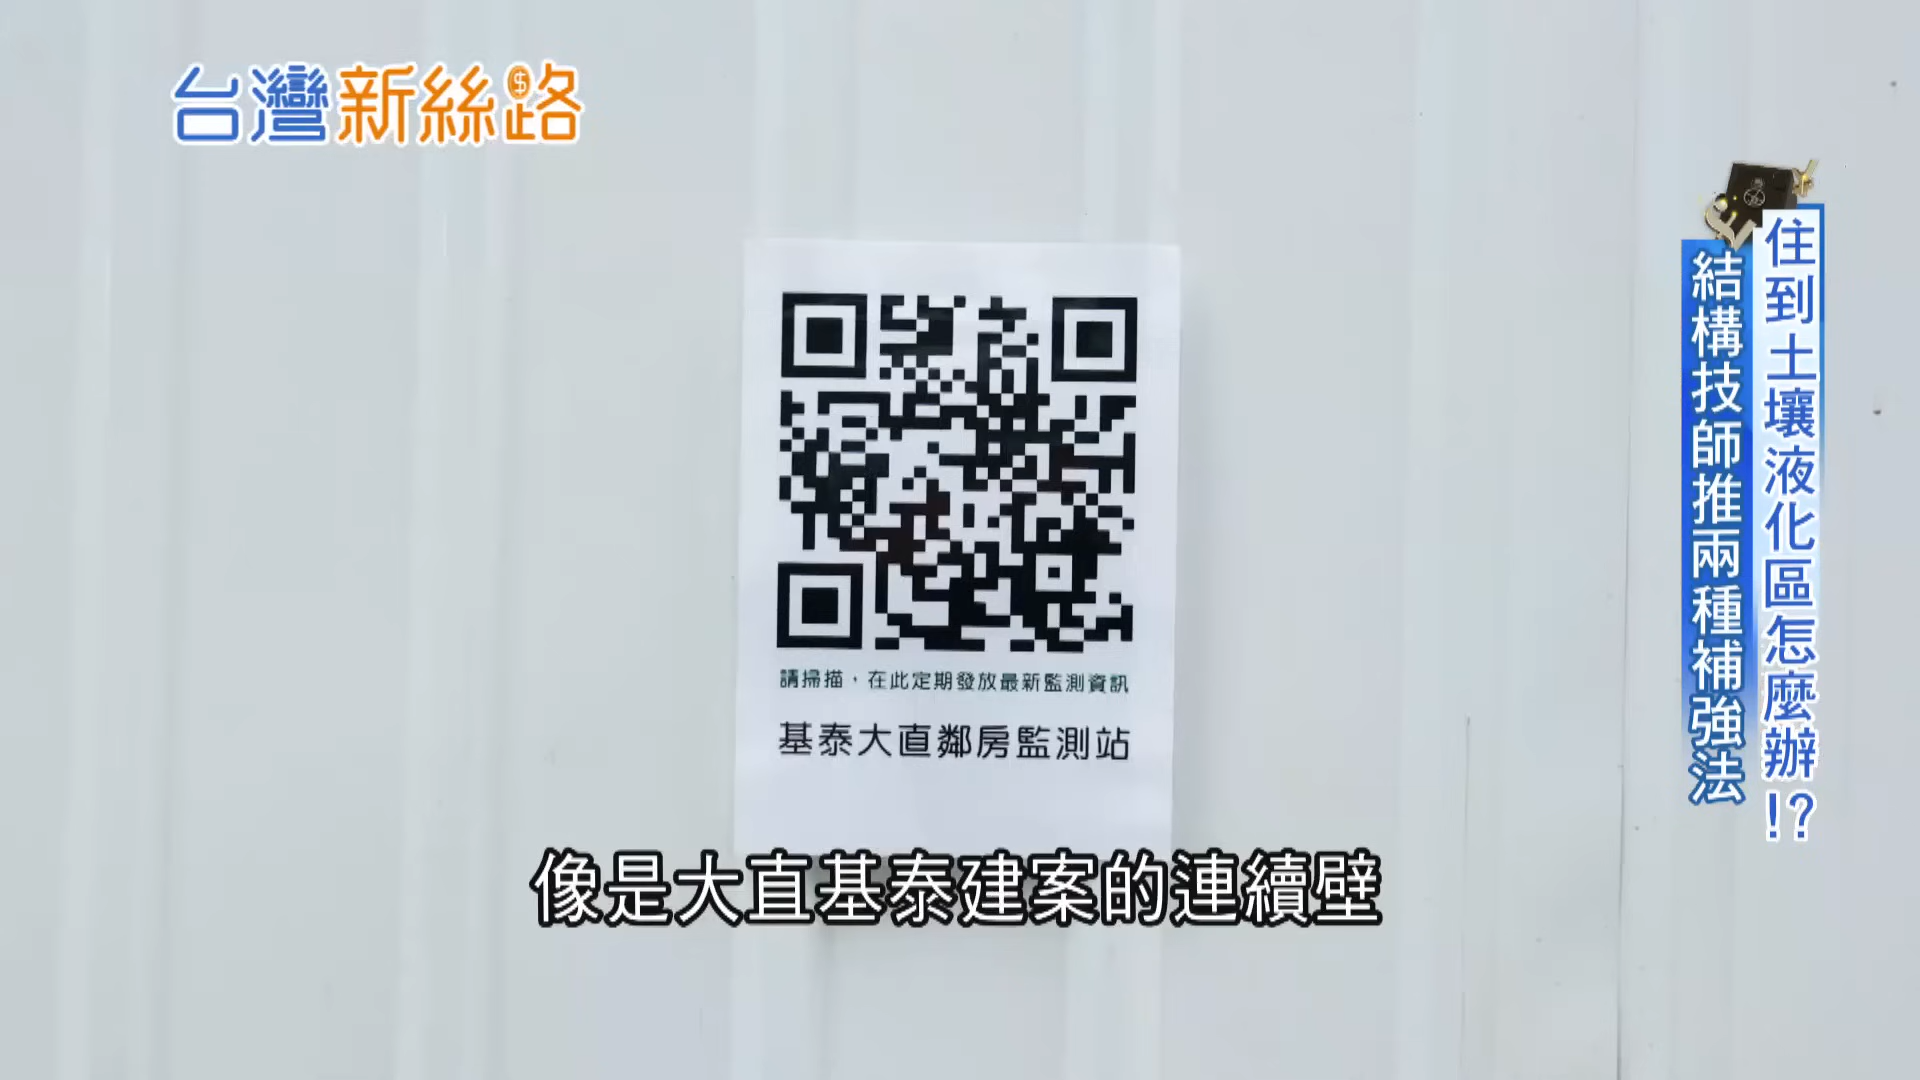 台灣新絲路
住到土壤液化區怎麼辦!?
結構技師推兩種補強法
請掃描，在此定期發放最新監測資訊
基泰大直鄰房監測站
像是大直基泰建案的連續壁